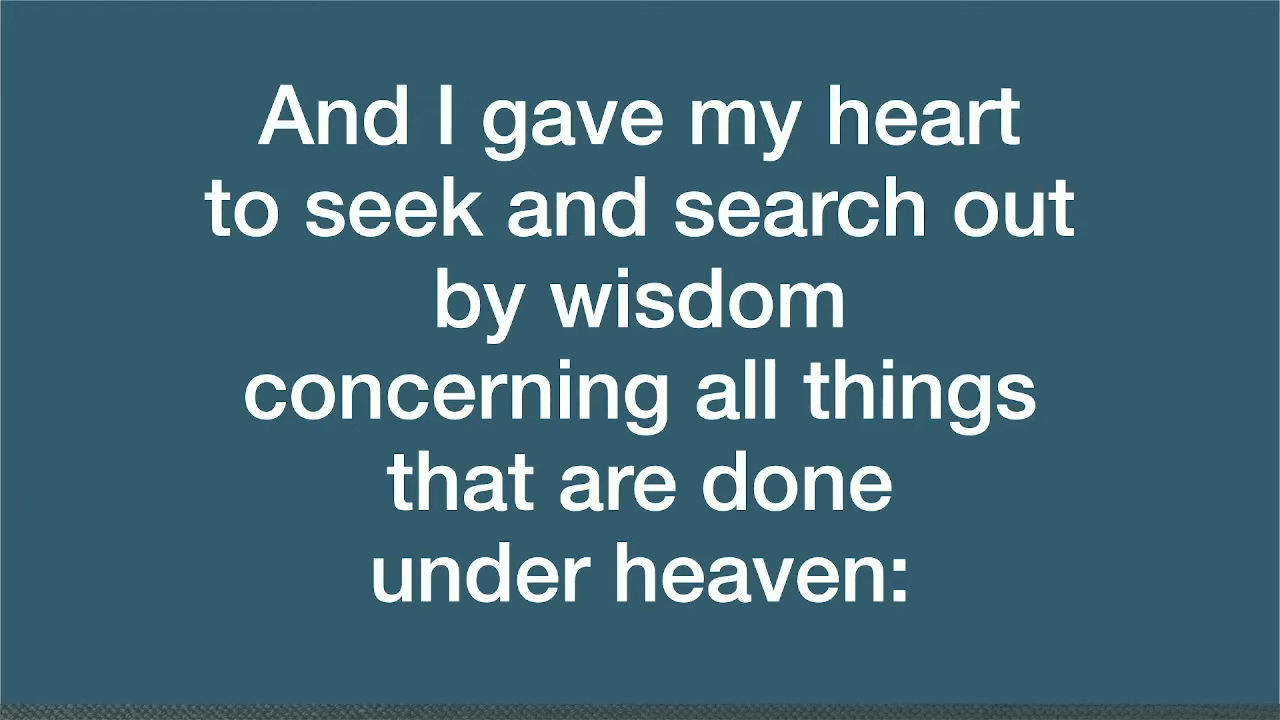 And I gave my heart
to seek and search out
by wisdom
concerning all things
that are done
under heaven: